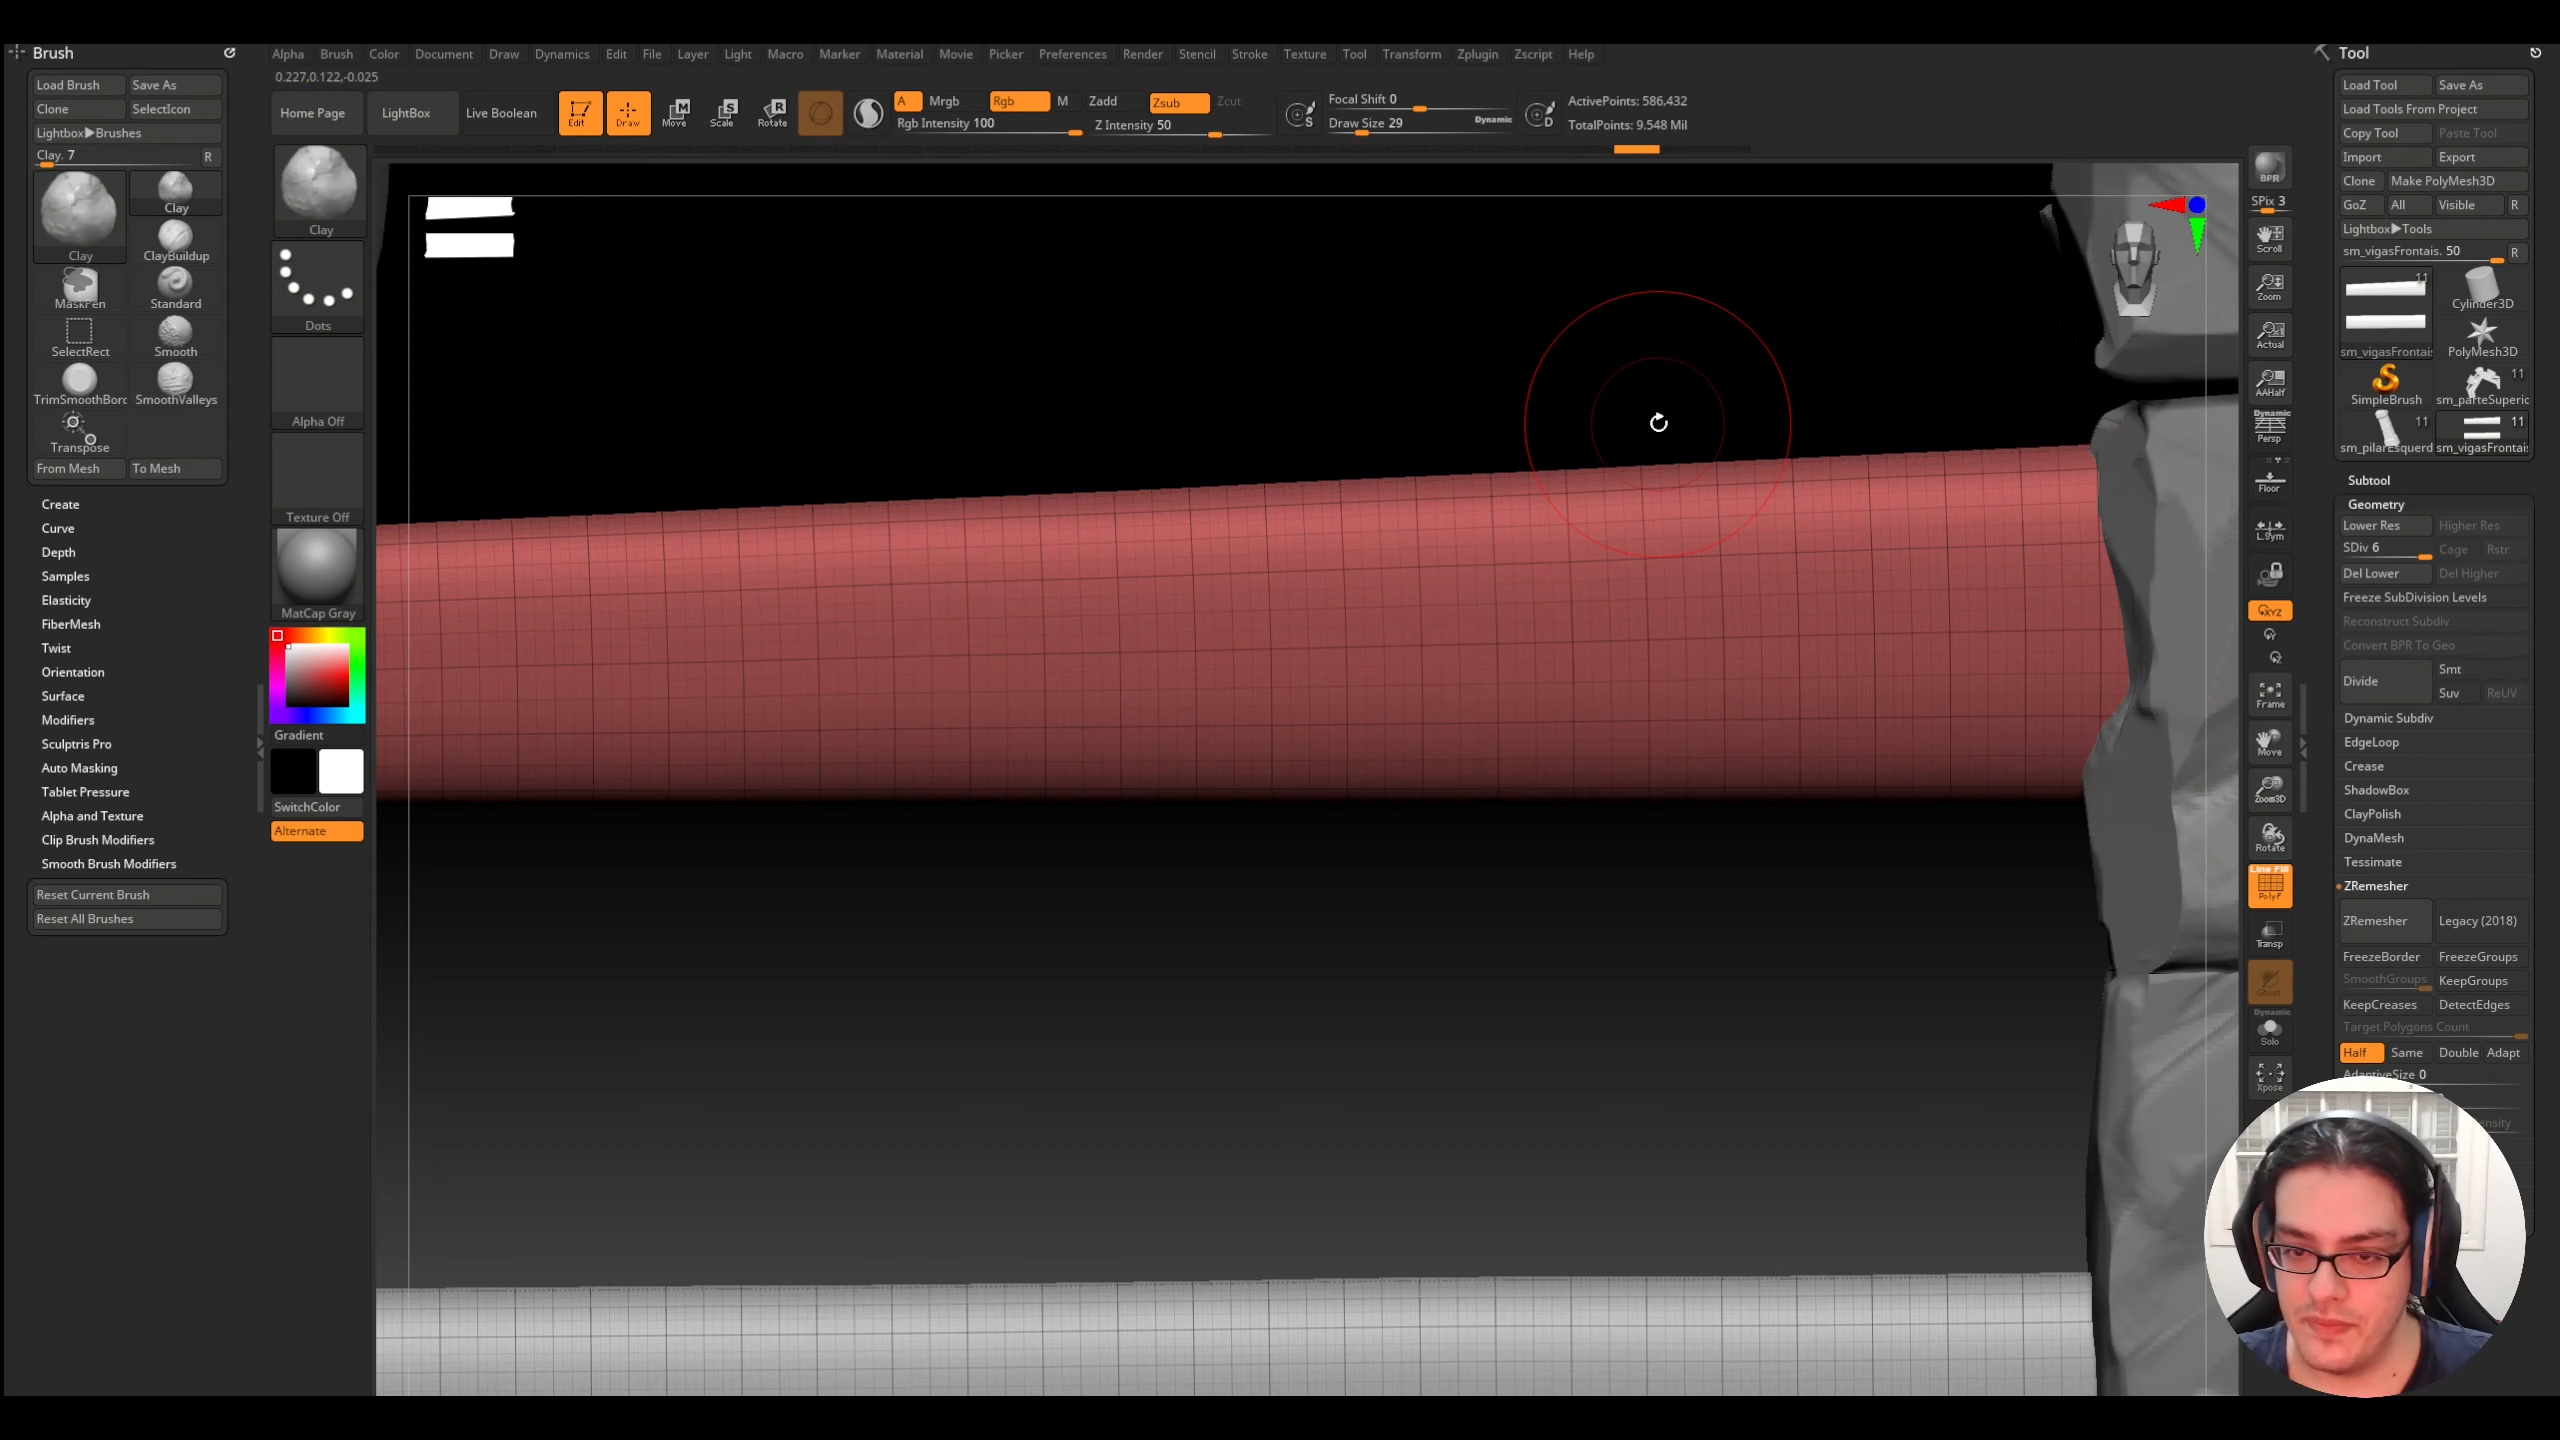 Brush
Load Brush Save As
Clone SelectIcon
Lightbox▶Brushes
Clay. 7 R
Clay Clay
ClayBuildup
MaskPen Standard
SelectRect Smooth
TrimSmoothBorc SmoothValleys
Transpose
From Mesh To Mesh
Create
Curve
Depth
Samples
Elasticity
FiberMesh
Twist
Orientation
Surface
Modifiers
Sculptris Pro
Auto Masking
Tablet Pressure
Alpha and Texture
Clip Brush Modifiers
Smooth Brush Modifiers
Reset Current Brush
Reset All Brushes
Alpha Brush Color Document Draw Dynamics Edit File Layer Light Macro Marker Material Movie Picker Preferences Render Stencil Stroke Texture Tool Transform Zplugin Zscript Help
0.227,0.122,-0.025
Home Page LightBox Live Boolean Edit Draw Move Scale Rotate
A Mrgb Rgb M Zadd Zsub Zcut
Rgb Intensity 100 Z Intensity 50
Focal Shift 0
Draw Size 29 Dynamic
ActivePoints: 586,432
TotalPoints: 9.548 Mil
Clay
Dots
Alpha Off
Texture Off
MatCap Gray
Gradient
SwitchColor
Alternate
BPR
SPix 3
Scroll
Zoom
Actual
AAHalf
Dynamic
Persp
Floor
L.Sym
XYZ
Frame
Move
Zoom3D
Rotate
Line Fill
PolyF
Transp
Ghost
Dynamic
Solo
Xpose
Tool
Load Tool Save As
Load Tools From Project
Copy Tool Paste Tool
Import Export
Clone Make PolyMesh3D
GoZ All Visible R
Lightbox▶Tools
sm_vigasFrontais. 50 R
11
sm_vigasFrontai Cylinder3D
PolyMesh3D
11
SimpleBrush sm_parteSuperic
11 11
sm_pilarEsquerd sm_vigasFrontai
Subtool
Geometry
Lower Res Higher Res
SDiv 6 Cage Rstr
Del Lower Del Higher
Freeze SubDivision Levels
Reconstruct Subdiv
Convert BPR To Geo
Divide Smt
Suv ReUV
Dynamic Subdiv
EdgeLoop
Crease
ShadowBox
ClayPolish
DynaMesh
Tessimate
ZRemesher
ZRemesher Legacy (2018)
FreezeBorder FreezeGroups
SmoothGroups KeepGroups
KeepCreases DetectEdges
Target Polygons Count
Half Same Double Adapt
AdaptiveSize 0
ensity